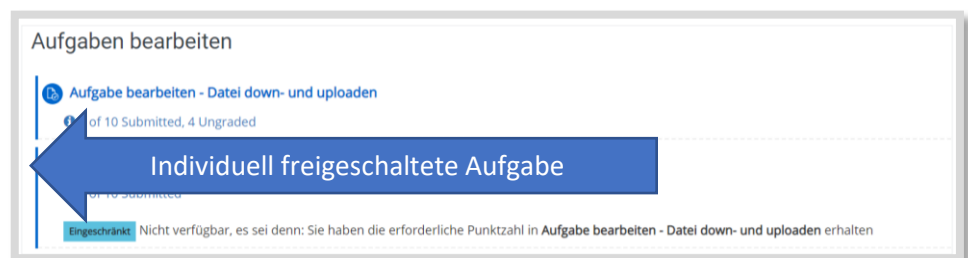 Aufgaben bearbeiten
Aufgabe bearbeiten - Datei down- und uploaden
of 10 Submitted, 4 Ungraded
Individuell freigeschaltete Aufgabe
of 10 Submitted
Eingeschränkt Nicht verfügbar, es sei denn: Sie haben die erforderliche Punktzahl in Aufgabe bearbeiten - Datei down- und uploaden erhalten